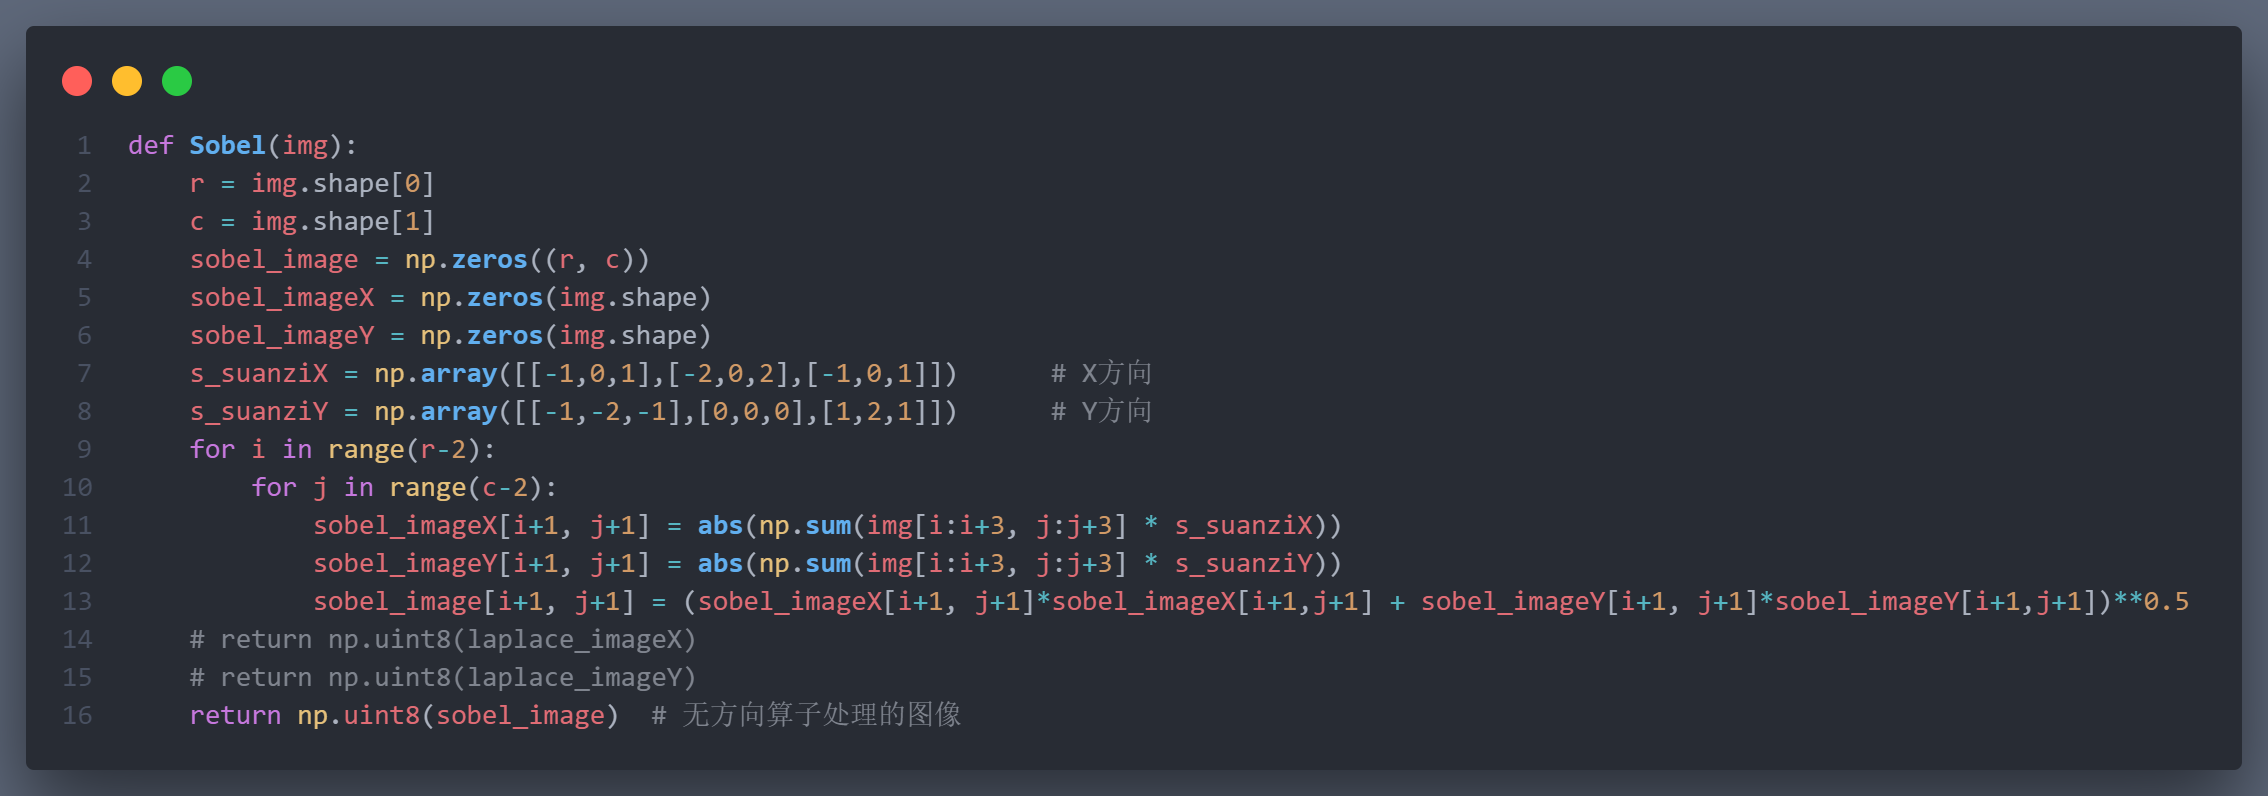 1 def Sobel(img):
2     r = img.shape[0]
3     c = img.shape[1]
4     sobel_image = np.zeros((r, c))
5     sobel_imageX = np.zeros(img.shape)
6     sobel_imageY = np.zeros(img.shape)
7     s_suanziX = np.array([[-1,0,1],[-2,0,2],[-1,0,1]])      # X方向
8     s_suanziY = np.array([[-1,-2,-1],[0,0,0],[1,2,1]])      # Y方向
9     for i in range(r-2):
10         for j in range(c-2):
11             sobel_imageX[i+1, j+1] = abs(np.sum(img[i:i+3, j:j+3] * s_suanziX))
12             sobel_imageY[i+1, j+1] = abs(np.sum(img[i:i+3, j:j+3] * s_suanziY))
13             sobel_image[i+1, j+1] = (sobel_imageX[i+1, j+1]*sobel_imageX[i+1,j+1] + sobel_imageY[i+1, j+1]*sobel_imageY[i+1,j+1])**0.5
14     # return np.uint8(laplace_imageX)
15     # return np.uint8(laplace_imageY)
16     return np.uint8(sobel_image)  # 无方向算子处理的图像